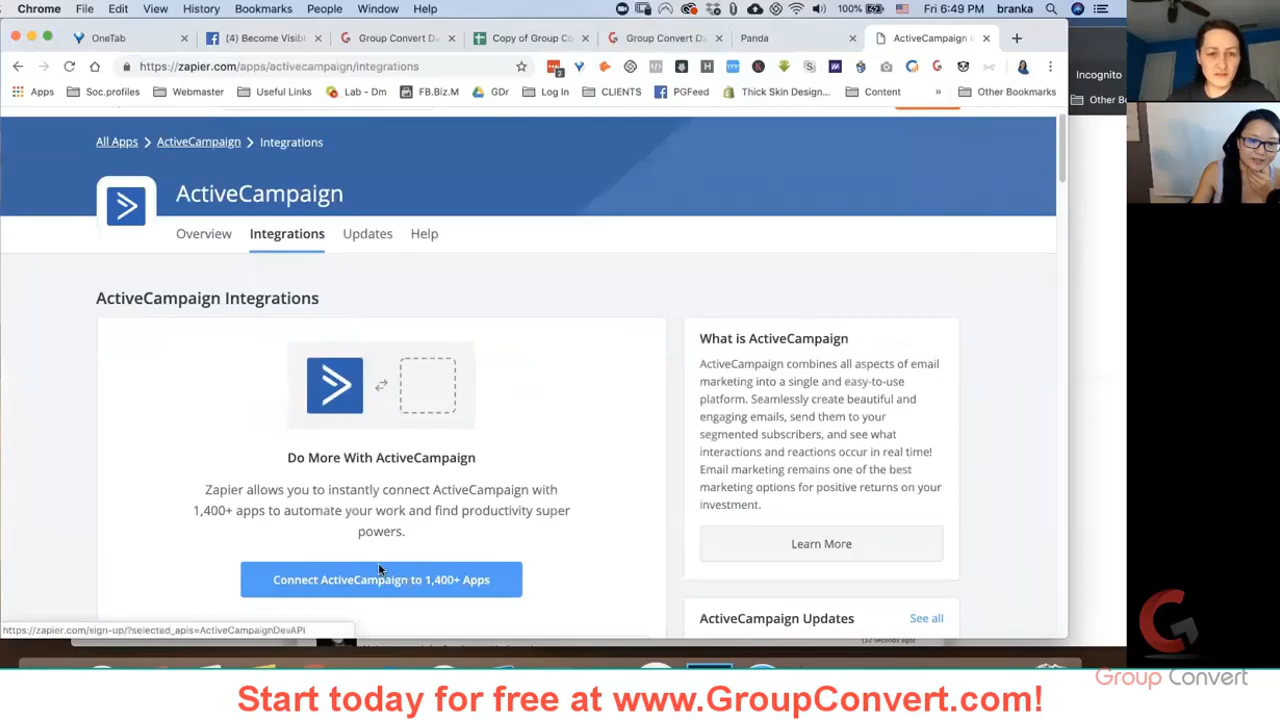 Chrome File Edit View History Bookmarks People Window Help 100% Fri 6:49 PM branka
OneTab
(4) Become Visibl
Group Convert Da
Copy of Group Co
Group Convert Da
Panda
ActiveCampaign I
https://zapier.com/apps/activecampaign/integrations
Incognito
Apps Soc.profiles Webmaster Useful Links Lab - Dm FB.Biz.M GDr Log In CLIENTS PGFeed Thick Skin Design... Content » Other Bookmarks
Other Bo
All Apps > ActiveCampaign > Integrations
ActiveCampaign
Overview Integrations Updates Help
ActiveCampaign Integrations
Do More With ActiveCampaign
Zapier allows you to instantly connect ActiveCampaign with
1,400+ apps to automate your work and find productivity super
powers.
Connect ActiveCampaign to 1,400+ Apps
What is ActiveCampaign
ActiveCampaign combines all aspects of email
marketing into a single and easy-to-use
platform. Seamlessly create beautiful and
engaging emails, send them to your
segmented subscribers, and see what
interactions and reactions occur in real time!
Email marketing remains one of the best
marketing options for positive returns on your
investment.
Learn More
ActiveCampaign Updates See all
https://zapier.com/sign-up/?selected_apis=ActiveCampaignDevAPI
Group Convert
Start today for free at www.GroupConvert.com!